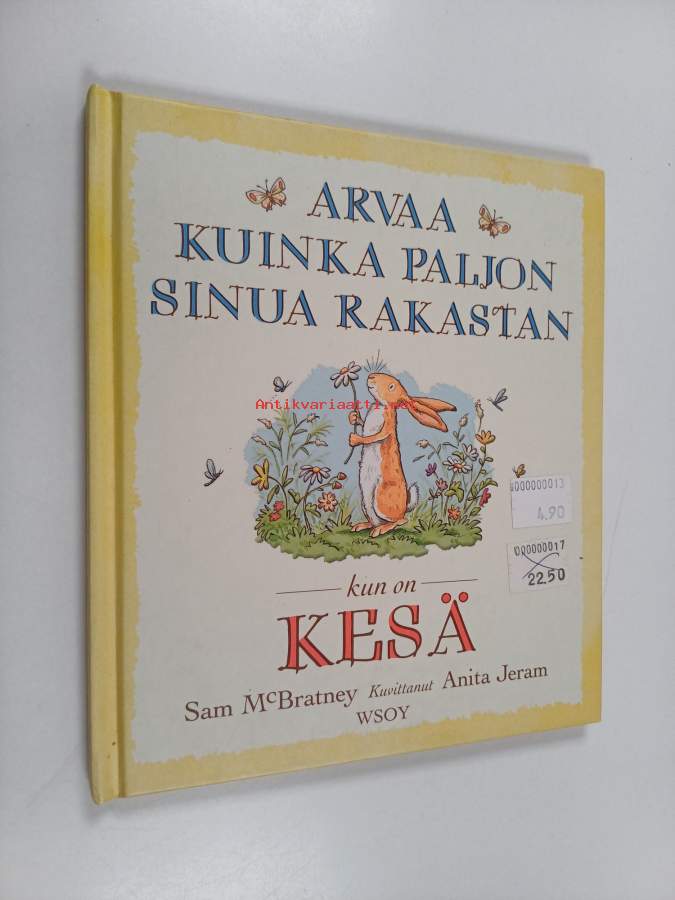 ARVAA
KUINKA PALJON
SINUA RAKASTAN
Antikvariaatti.net
000000013
4.90
000000017
22.50
kun on
KESÄ
Sam McBratney Kuvittanut Anita Jeram
WSOY